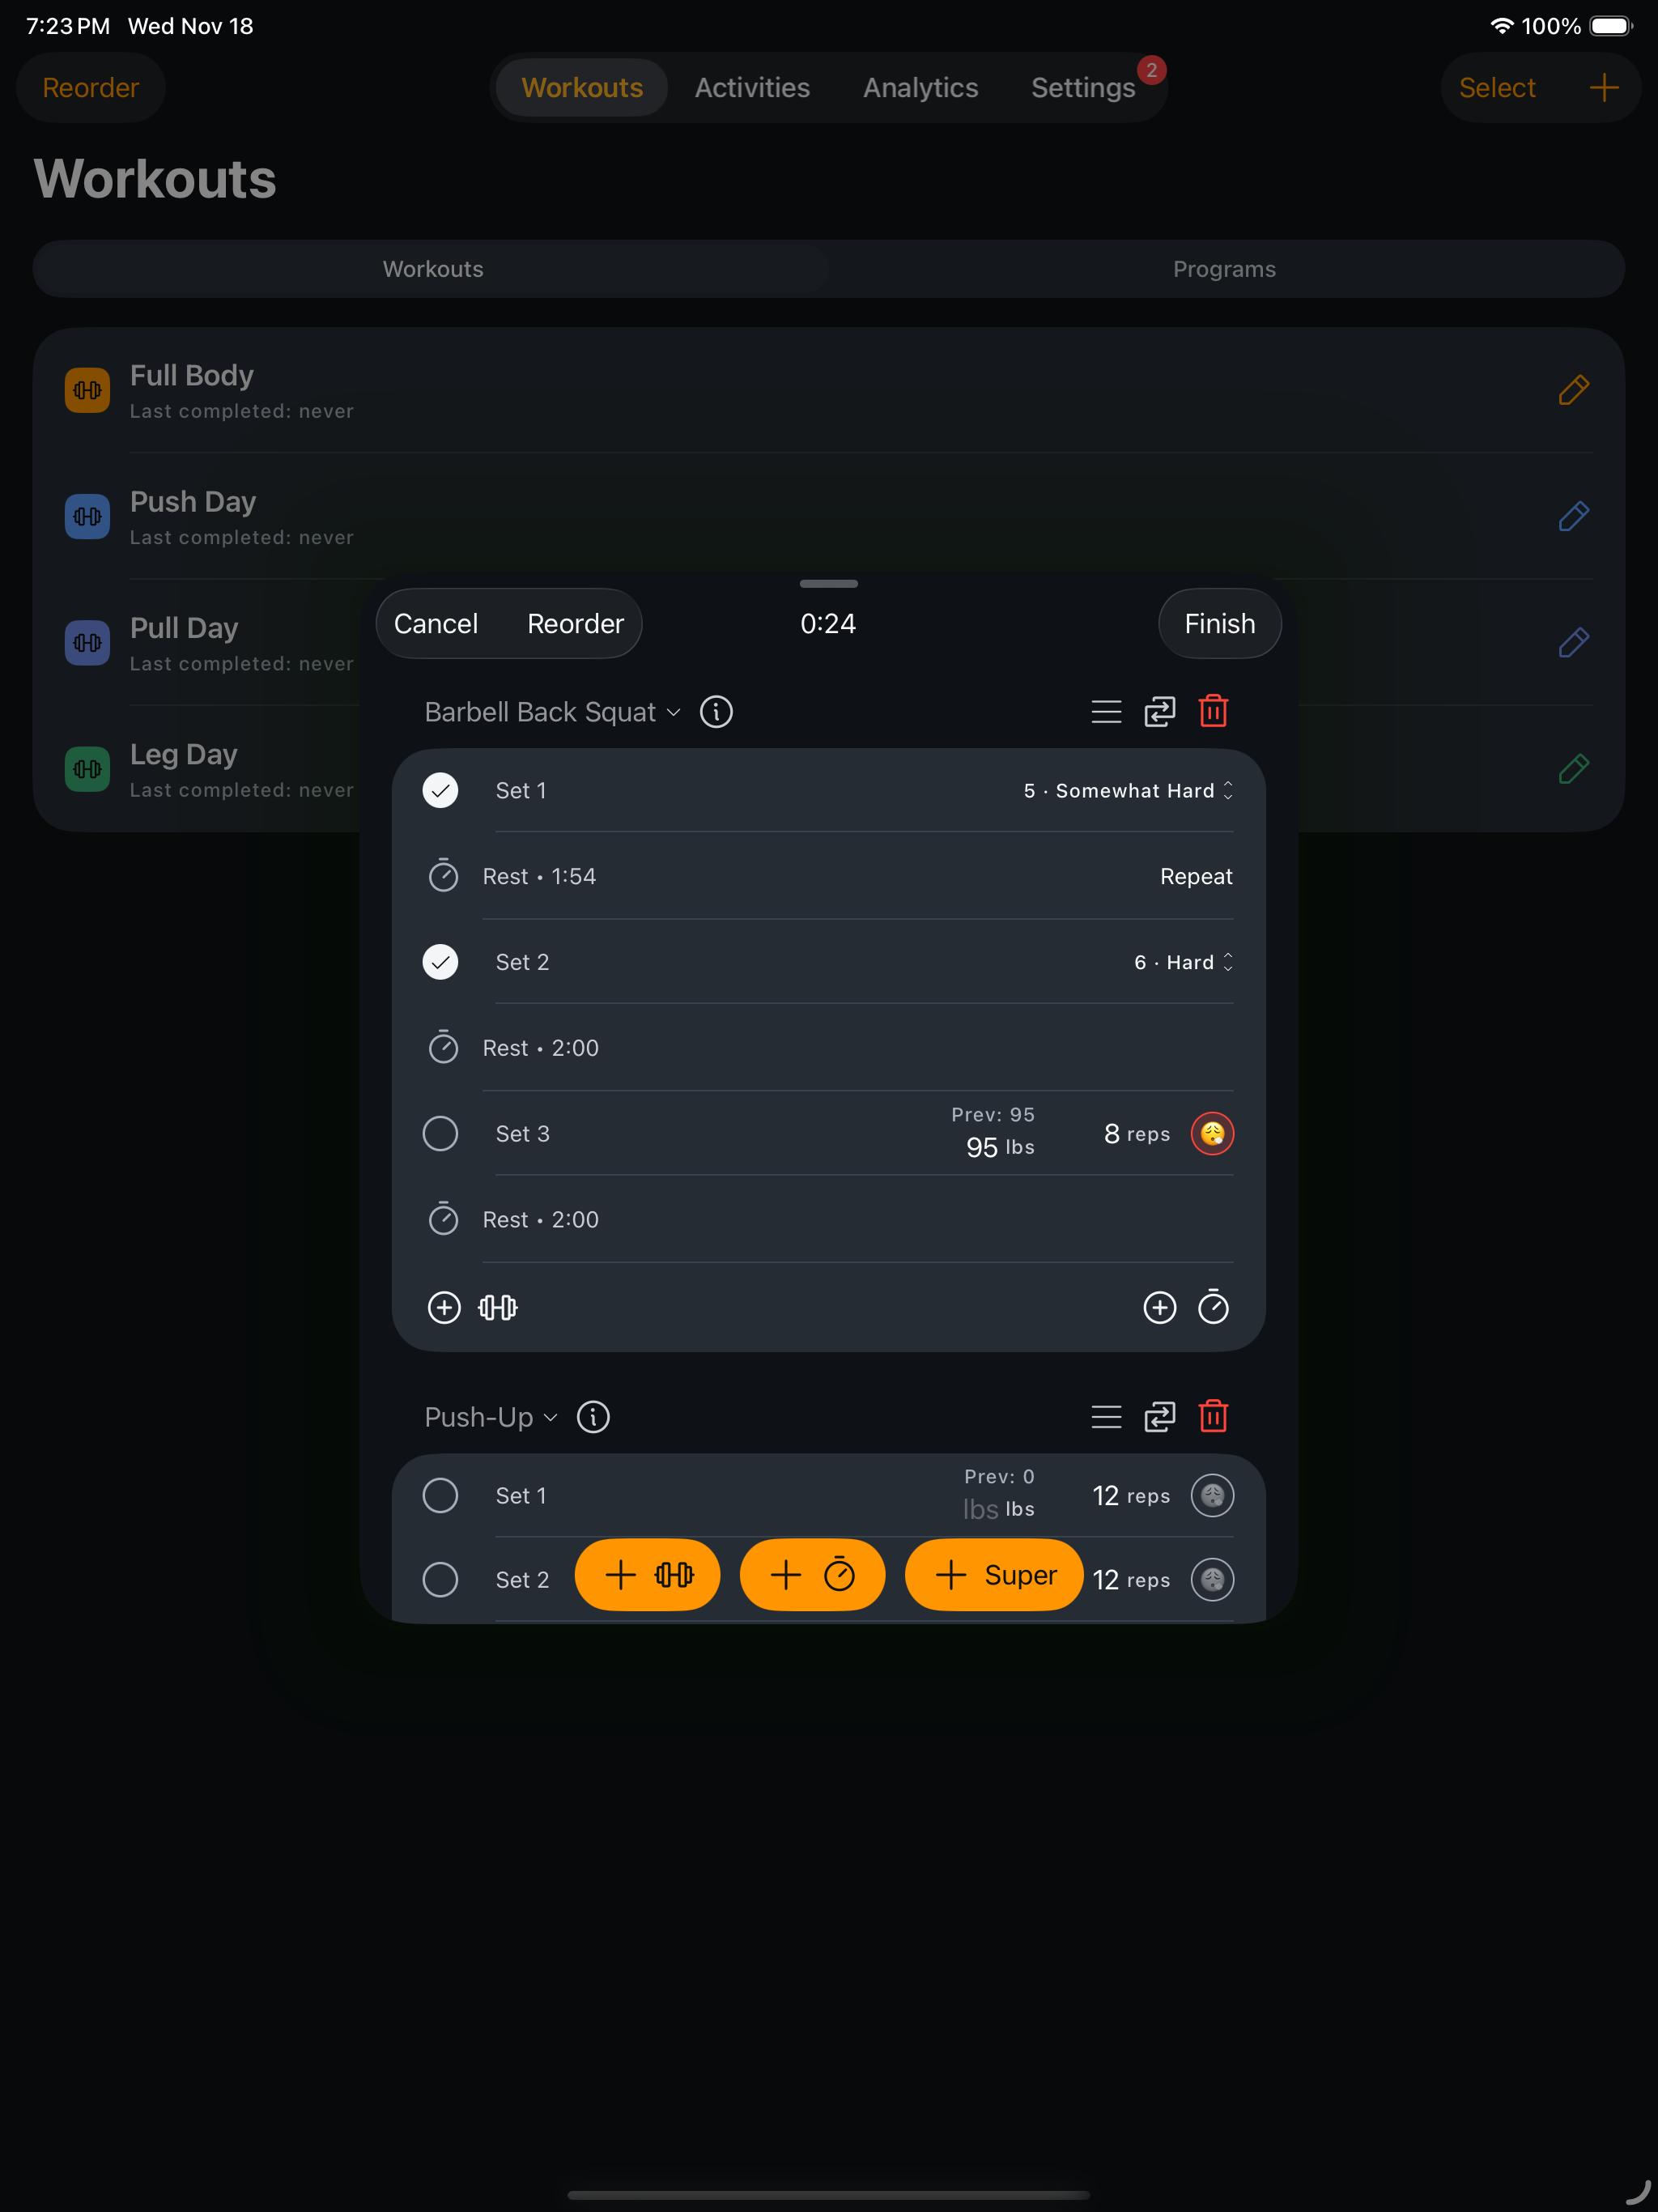 7:23 PM Wed Nov 18
100%
Reorder
Workouts
Activities
Analytics
Settings
2
Select
Workouts
Workouts
Programs
Full Body
Last completed: never
Push Day
Last completed: never
Pull Day
Last completed: never
Leg Day
Last completed: never
Cancel
Reorder
0:24
Finish
Barbell Back Squat
Set 1
5 · Somewhat Hard
Rest • 1:54
Repeat
Set 2
6 · Hard
Rest • 2:00
Set 3
Prev: 95
95 lbs
8 reps
Rest • 2:00
Push-Up
Set 1
Prev: 0
lbs lbs
12 reps
Set 2
Super
12 reps